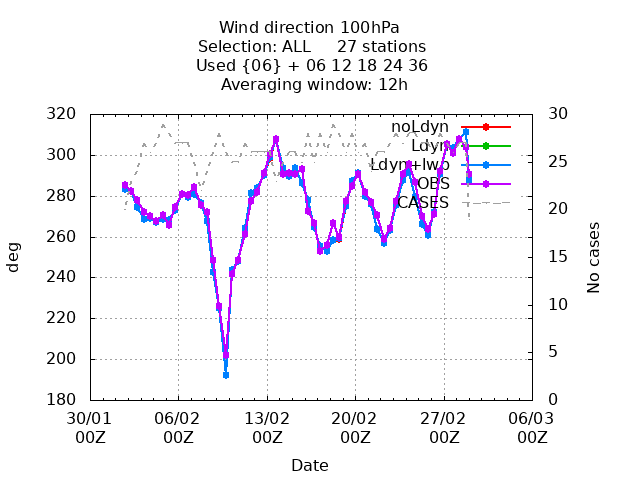 Wind direction 100hPa
Selection: ALL 27 stations
Used {06} + 06 12 18 24 36
Averaging window: 12h
320 30
noLdyn
Ldyn
300 25
Ldyn+lwp
OBS
280
CASES
20
260
15
240
10
220
5
200
180 0
deg
No cases
30/01 06/02 13/02 20/02 27/02 06/03
00Z 00Z 00Z 00Z 00Z 00Z
Date